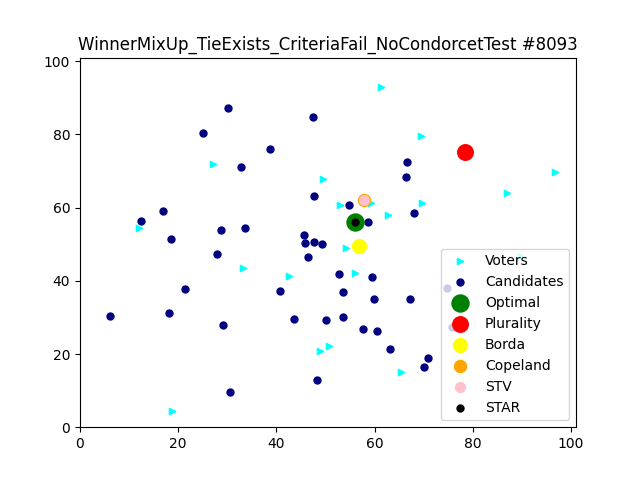 WinnerMixUp_TieExists_CriteriaFail_NoCondorcetTest #8093
100
80
60
40
20
0
0 20 40 60 80 100
Voters
Candidates
Optimal
Plurality
Borda
Copeland
STV
STAR